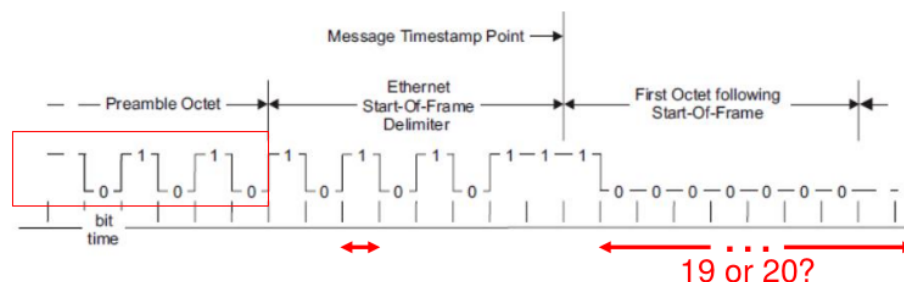 Message Timestamp Point
Preamble Octet
Ethernet
Start-Of-Frame
Delimiter
First Octet following
Start-Of-Frame
1 1 1 1 1 1 1 1
0 0 0 0 0 0 0 0 0 0 0 0 0
bit
time
...
19 or 20?